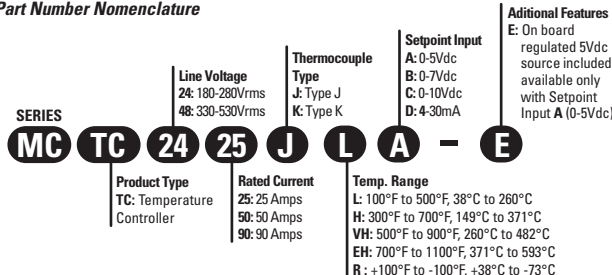 Part Number Nomenclature
Aditional Features
E: On board
regulated 5Vdc
source included
available only
with Setpoint
Input A (0-5Vdc)
Setpoint Input
A: 0-5Vdc
B: 0-7Vdc
C: 0-10Vdc
D: 4-30mA
Thermocouple
Type
J: Type J
K: Type K
Line Voltage
24: 180-280Vrms
48: 330-530Vrms
SERIES
MC TC 24 25 J L A – E
Product Type
TC: Temperature
Controller
Rated Current
25: 25 Amps
50: 50 Amps
90: 90 Amps
Temp. Range
L: 100°F to 500°F, 38°C to 260°C
H: 300°F to 700°F, 149°C to 371°C
VH: 500°F to 900°F, 260°C to 482°C
EH: 700°F to 1100°F, 371°C to 593°C
R : +100°F to -100°F, +38°C to -73°C